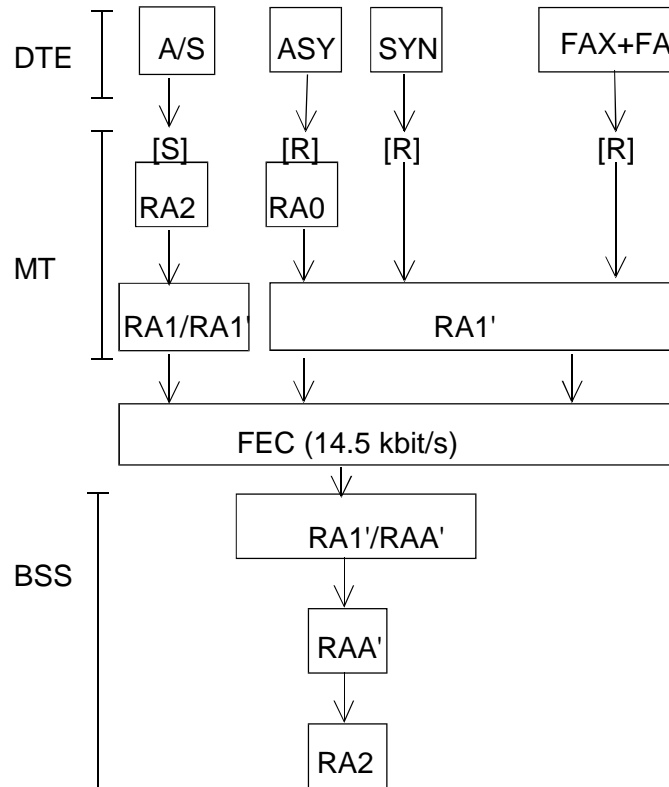 DTE
A/S
ASY
SYN
FAX+FA
[S]
[R]
[R]
[R]
MT
RA2
RA0
RA1/RA1'
RA1'
FEC (14.5 kbit/s)
BSS
RA1'/RAA'
RAA'
RA2